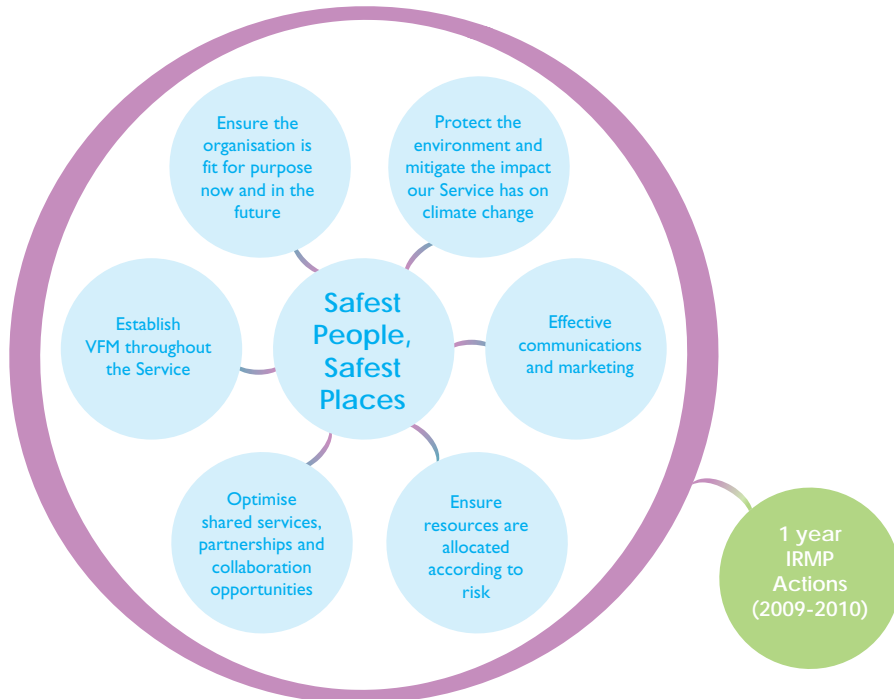 Ensure the
organisation is
fit for purpose
now and in the
future
Protect the
environment and
mitigate the impact
our Service has on
climate change
Establish
VFM throughout
the Service
Safest
People,
Safest
Places
Effective
communications
and marketing
Optimise
shared services,
partnerships and
collaboration
opportunities
Ensure
resources are
allocated
according to
risk
1 year
IRMP
Actions
(2009-2010)